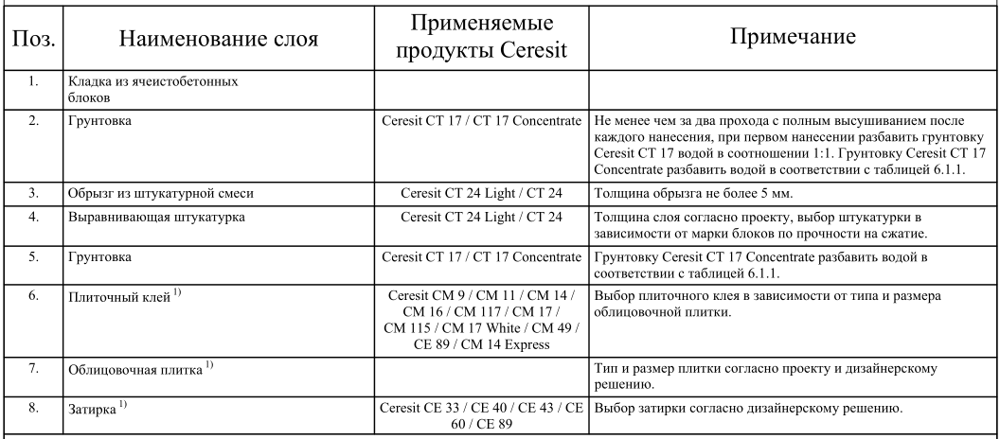 Поз.
Наименование слоя
Применяемые
продукты Ceresit
Примечание
1.
Кладка из ячеистобетонных
блоков
2.
Грунтовка
Ceresit CT 17 / CT 17 Concentrate
Не менее чем за два прохода с полным высушиванием после
каждого нанесения, при первом нанесении разбавить грунтовку
Ceresit CT 17 водой в соотношении 1:1. Грунтовку Ceresit CT 17
Concentrate разбавить водой в соответствии с таблицей 6.1.1.
3.
Обрызг из штукатурной смеси
Ceresit CT 24 Light / CT 24
Толщина обрызга не более 5 мм.
4.
Выравнивающая штукатурка
Ceresit CT 24 Light / CT 24
Толщина слоя согласно проекту, выбор штукатурки в
зависимости от марки блоков по прочности на сжатие.
5.
Грунтовка
Ceresit CT 17 / CT 17 Concentrate
Грунтовку Ceresit CT 17 Concentrate разбавить водой в
соответствии с таблицей 6.1.1.
6.
Плиточный клей 1)
Ceresit CM 9 / CM 11 / CM 14 /
CM 16 / CM 117 / CM 17 /
CM 115 / CM 17 White / CM 49 /
CE 89 / CM 14 Express
Выбор плиточного клея в зависимости от типа и размера
облицовочной плитки.
7.
Облицовочная плитка 1)
Тип и размер плитки согласно проекту и дизайнерскому
решению.
8.
Затирка 1)
Ceresit CE 33 / CE 40 / CE 43 / CE
60 / CE 89
Выбор затирки согласно дизайнерскому решению.